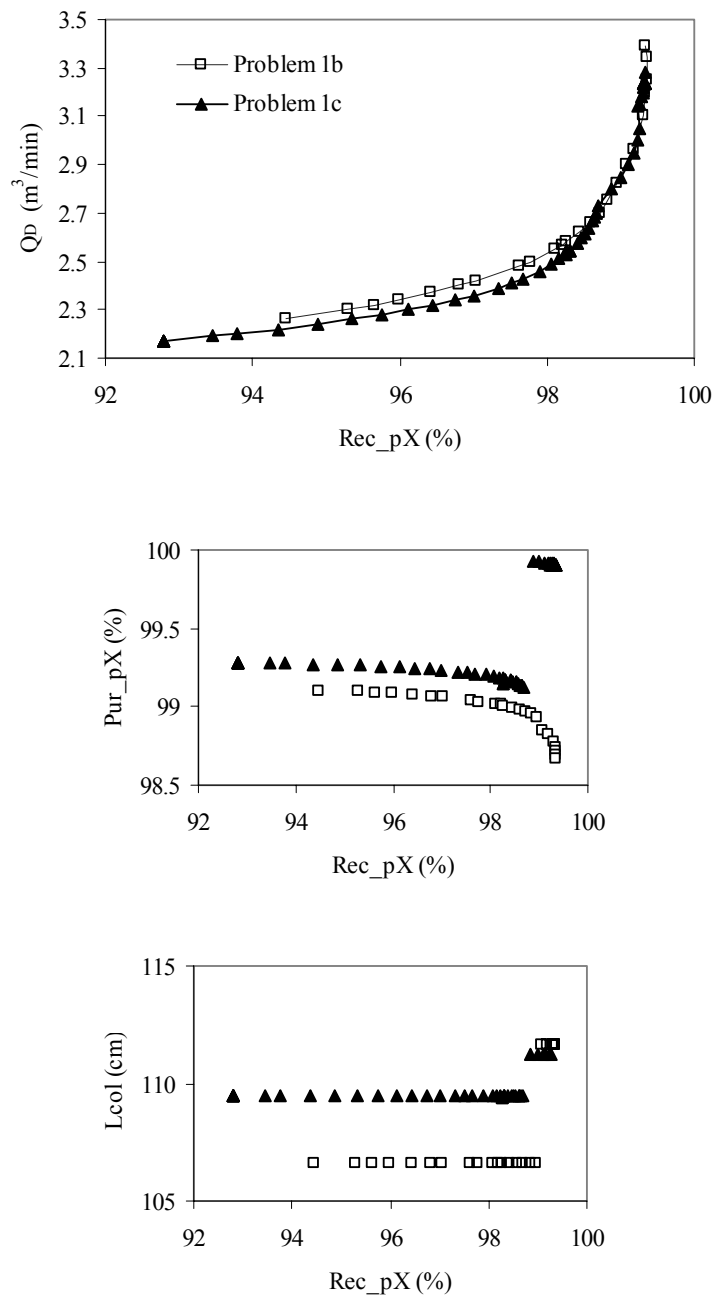 3.5
3.3
3.1
2.9
2.7
2.5
2.3
2.1
Q_D (m³/min)
Problem 1b
Problem 1c
92 94 96 98 100
Rec_pX (%)
100
99.5
99
98.5
Pur_pX (%)
92 94 96 98 100
Rec_pX (%)
115
110
105
Lcol (cm)
92 94 96 98 100
Rec_pX (%)